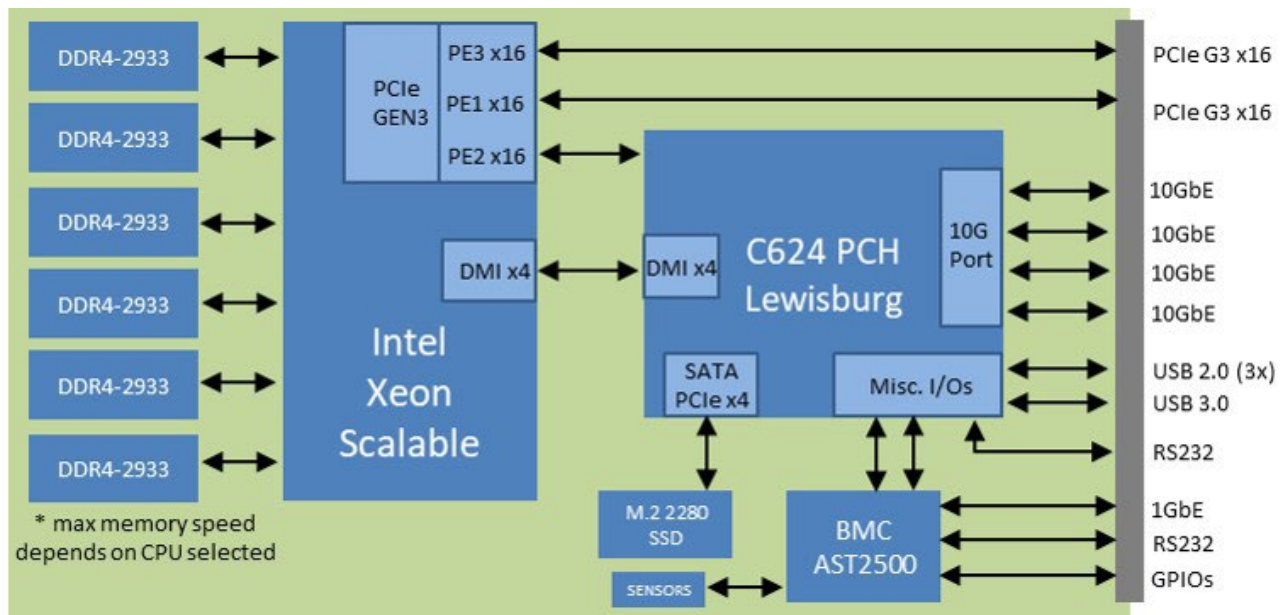 DDR4-2933
DDR4-2933
DDR4-2933
DDR4-2933
DDR4-2933
DDR4-2933
* max memory speed
depends on CPU selected
PCIe
GEN3
PE3 x16
PE1 x16
PE2 x16
DMI x4
Intel
Xeon
Scalable
DMI x4
C624 PCH
Lewisburg
10G
Port
SATA
PCIe x4
Misc. I/Os
M.2 2280
SSD
SENSORS
BMC
AST2500
PCIe G3 x16
PCIe G3 x16
10GbE
10GbE
10GbE
10GbE
USB 2.0 (3x)
USB 3.0
RS232
1GbE
RS232
GPIOs